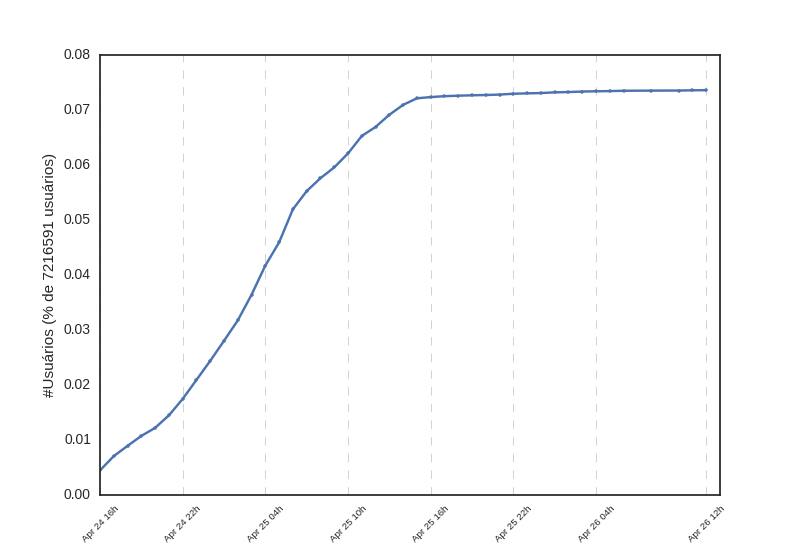 0.08
0.07
0.06
0.05
0.04
0.03
0.02
0.01
0.00
#Usuários (% de 7216591 usuários)
Apr 24 16h
Apr 24 22h
Apr 25 04h
Apr 25 10h
Apr 25 16h
Apr 25 22h
Apr 26 04h
Apr 26 12h